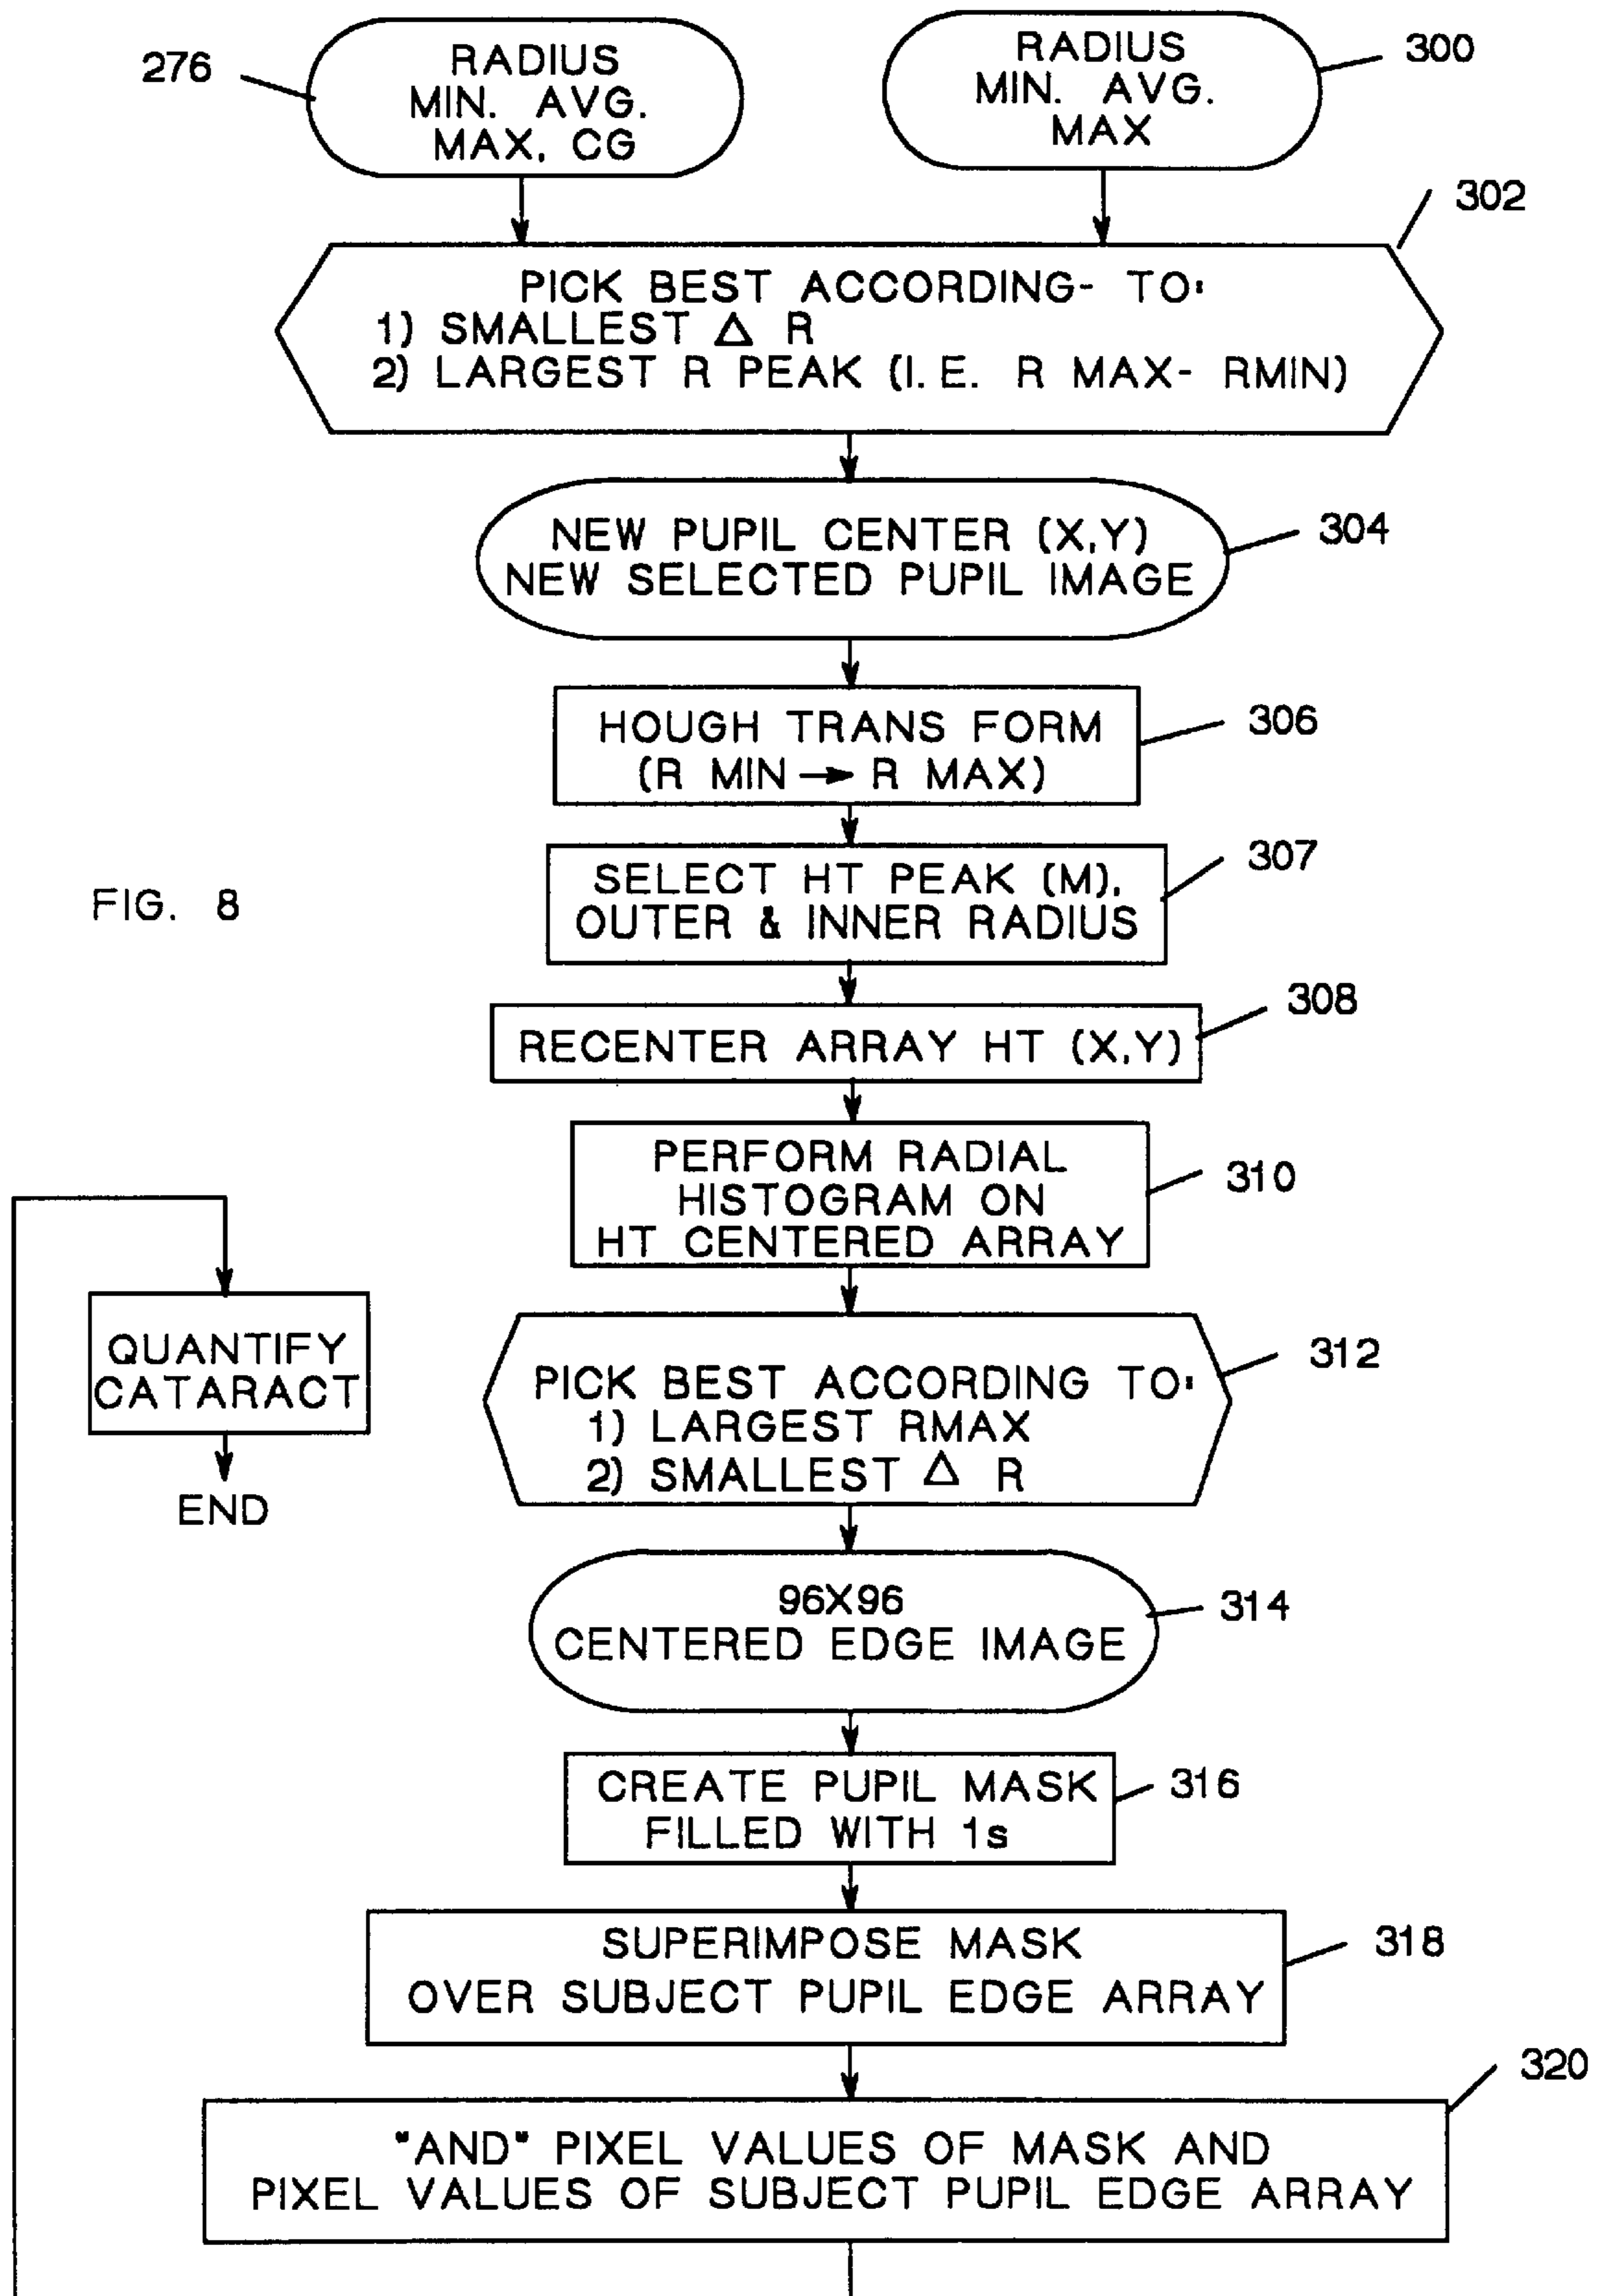 276
RADIUS
MIN. AVG.
MAX, CG
RADIUS
MIN. AVG.
MAX
300
302
PICK BEST ACCORDING- TO:
1) SMALLEST △ R
2) LARGEST R PEAK (I.E. R MAX- RMIN)
NEW PUPIL CENTER (X,Y)
NEW SELECTED PUPIL IMAGE
304
HOUGH TRANS FORM
(R MIN → R MAX)
306
SELECT HT PEAK (M),
OUTER & INNER RADIUS
307
FIG. 8
RECENTER ARRAY HT (X,Y)
308
PERFORM RADIAL
HISTOGRAM ON
HT CENTERED ARRAY
310
QUANTIFY
CATARACT
END
PICK BEST ACCORDING TO:
1) LARGEST RMAX
2) SMALLEST △ R
312
96X96
CENTERED EDGE IMAGE
314
CREATE PUPIL MASK
FILLED WITH 1s
316
SUPERIMPOSE MASK
OVER SUBJECT PUPIL EDGE ARRAY
318
320
"AND" PIXEL VALUES OF MASK AND
PIXEL VALUES OF SUBJECT PUPIL EDGE ARRAY